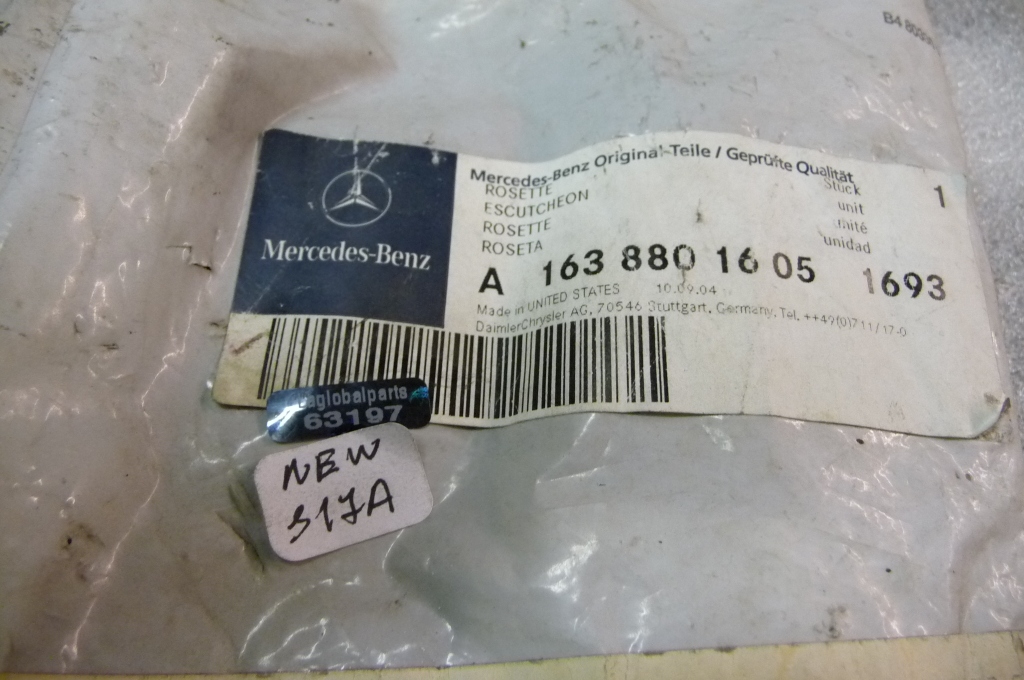 Mercedes-Benz
Mercedes-Benz Original-Teile / Geprüfte Qualität
ROSETTE Stück 1
ESCUTCHEON unit
ROSETTE unité
ROSETA unidad
A 163 880 16 05 1693
Made in UNITED STATES 10.09.04
DaimlerChrysler AG, 70546 Stuttgart, Germany, Tel. ++49(0)711/17-0
63197
NEW
317A